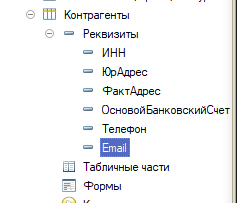 Контрагенты
Реквизиты
ИНН
ЮрАдрес
ФактАдрес
ОсновойБанковскийСчет
Телефон
Email
Табличные части
Формы